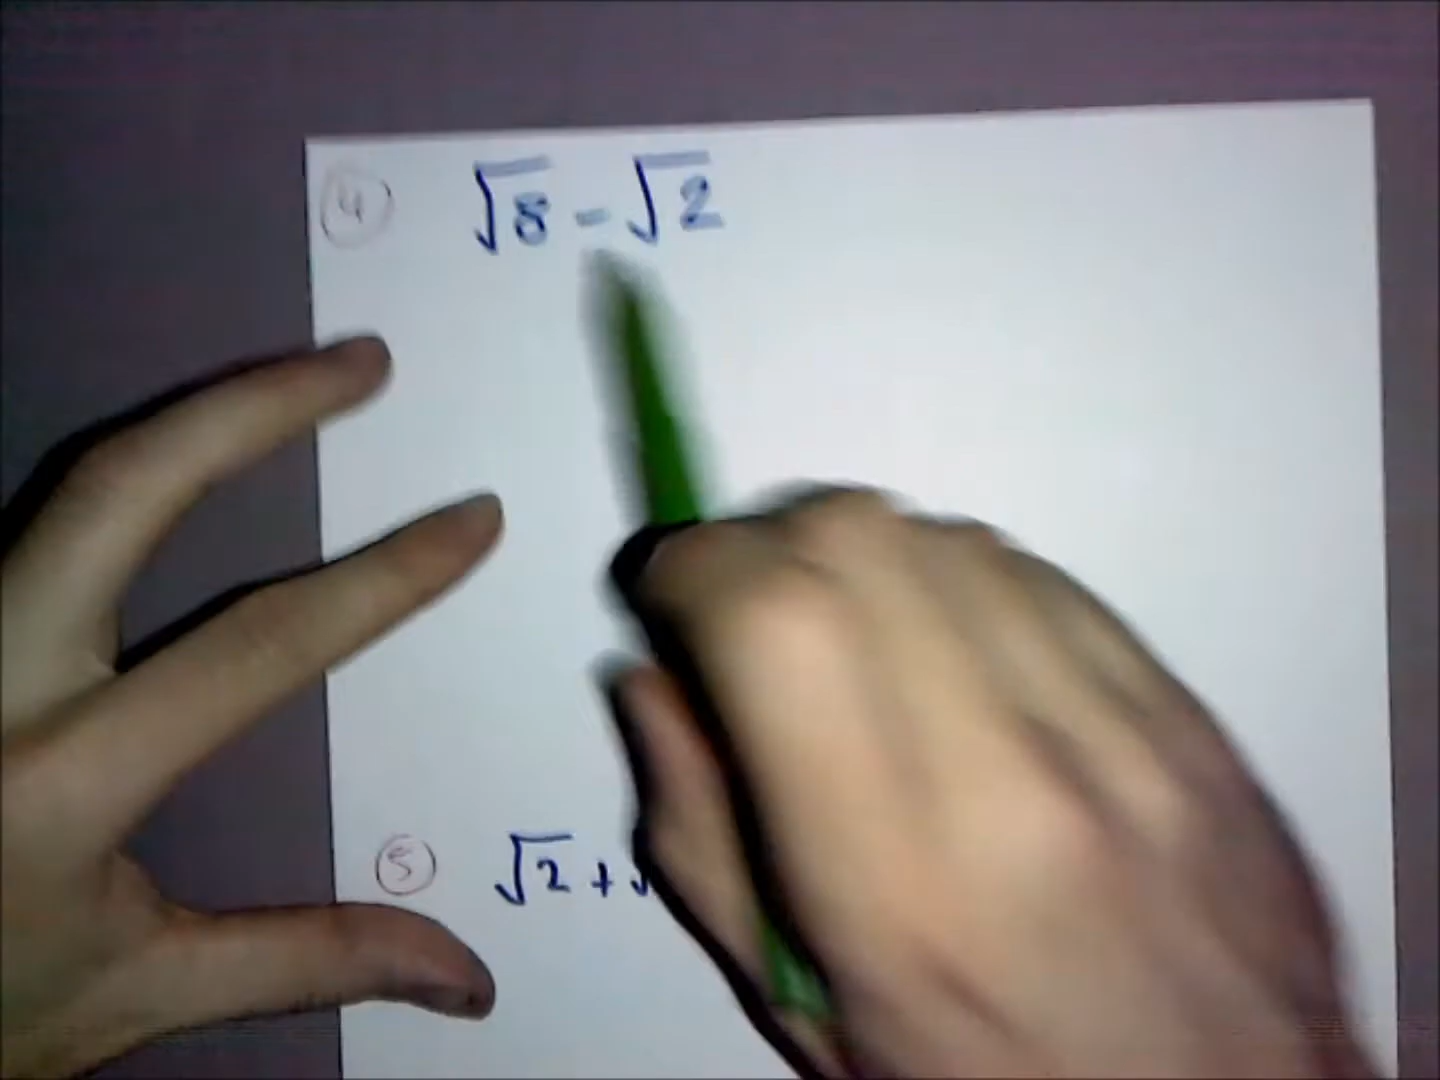 ④ √8 - √2
⑤ √2 + √